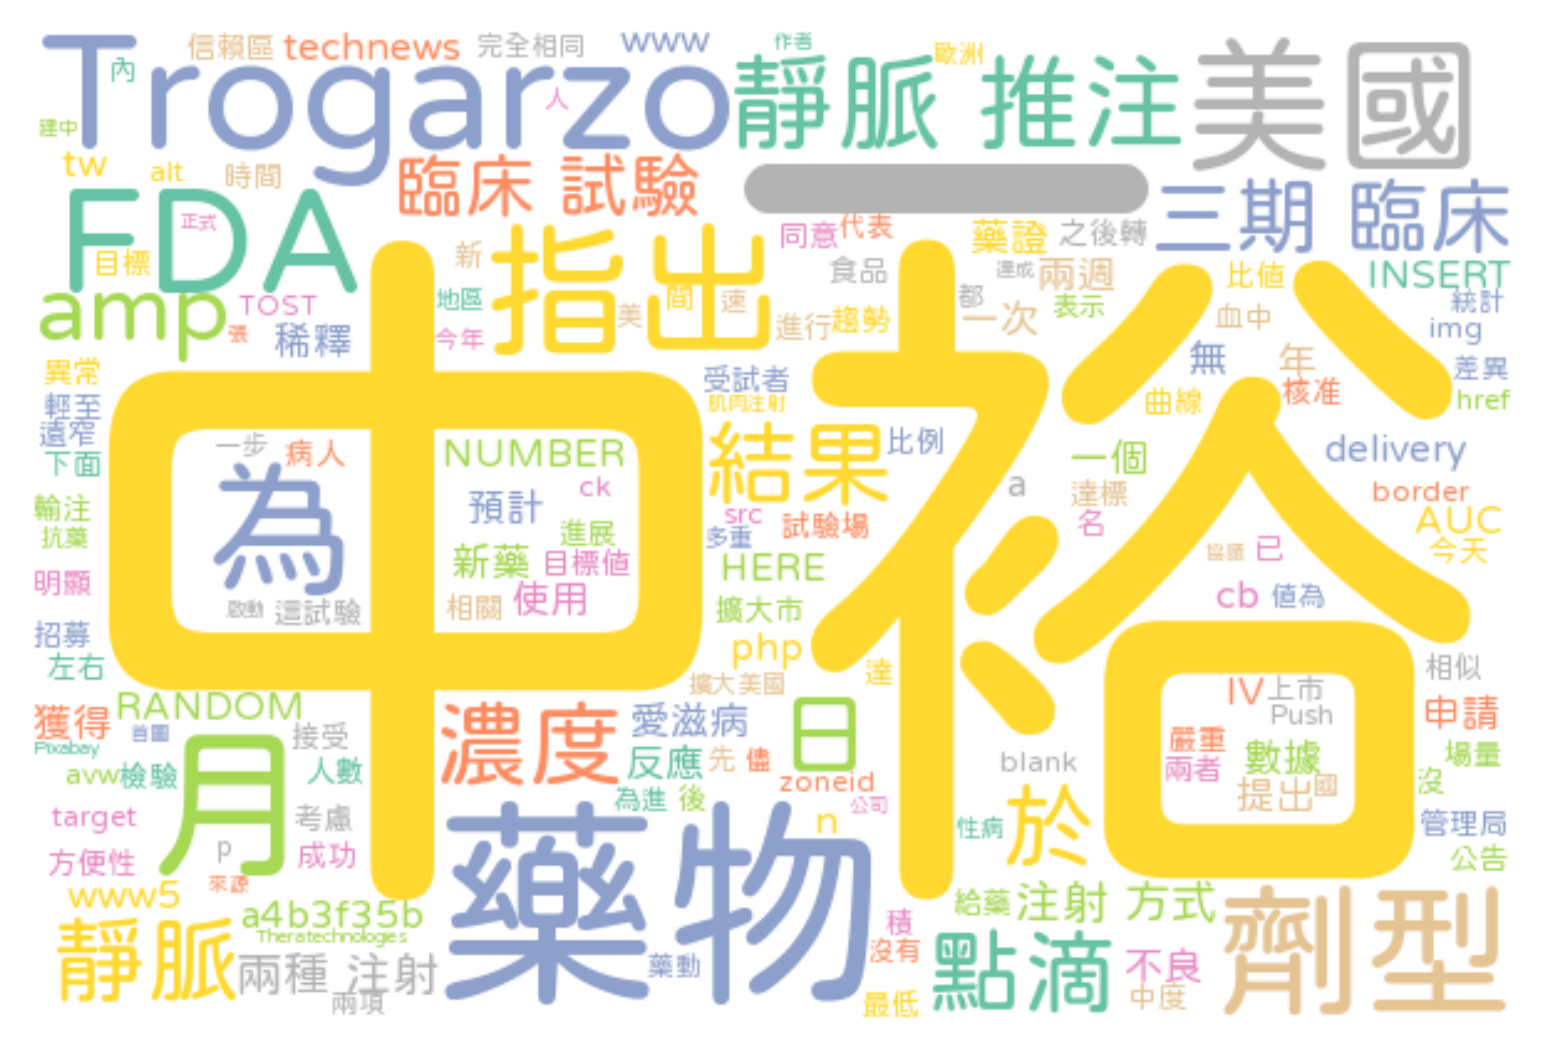 信賴區 technews 完全相同 www 作者
Trogarzo 靜脈 推注 美國
內 人 歐洲
建中 tw alt 時間 臨床 試驗 三期 臨床
FDA 正式 同意 代表 藥證 之後轉
目標 新 指出 食品 達成 兩週 比值 INSERT
amp TOST 地區 美 間 速 都 一次 表示 血中 統計
張 稀釋 今年 進行 趨勢 img
中裕
異常 受試者 無 年 差異
輕至 肌肉注射 曲線 核准 href
遠窄 一步 病人 NUMBER 結果 比例 一個 delivery
下面 為 預計 ck a 達標 border
輸注 進展 src 試驗場 名 AUC
抗藥 新藥 目標值 多重 HERE 協議 已 今天
明顯 啟動 這試驗 相關 使用 擴大市 cb 值為
招募 php
左右 擴大美國 達 相似
RANDOM IV 上市
獲得 首圖 接受 濃度 愛滋病 日 Push 申請
Pixabay 月 嚴重
avw 檢驗 人數 反應 先 儘 blank 兩者 數據 場量
為進 後 zoneid 提出 國 沒
target 考慮 公司 n 性病 於 管理局
方便性 p 成功 藥物 公告
www5 來源
a4b3f35b 給藥 注射 方式 劑型
靜脈 Theratechnologies 積
兩種 注射 藥動 沒有 點滴 不良
兩項 最低 中度